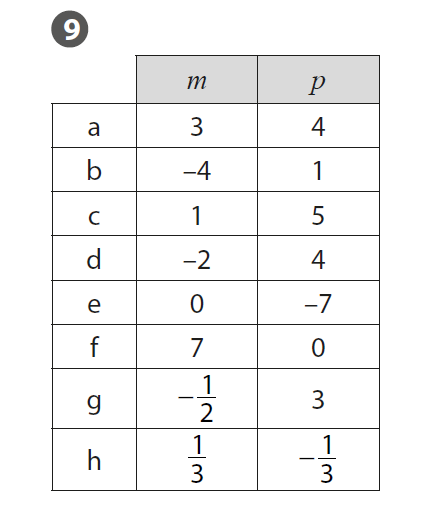 9
m p
a 3 4
b –4 1
c 1 5
d –2 4
e 0 –7
f 7 0
g –1/2 3
h 1/3 –1/3